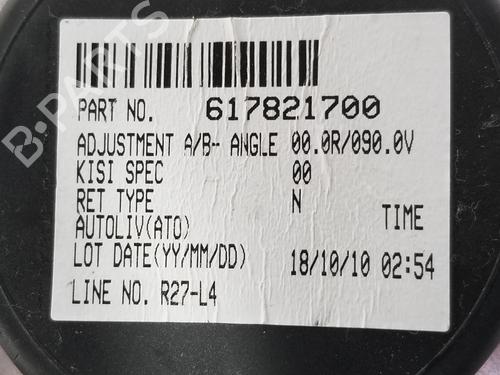 B-PARTS
PART NO. 617821700
ADJUSTMENT A/B- ANGLE 00.0R/090.0V
KISI SPEC 00
RET TYPE N
AUTOLIV(ATO) TIME
LOT DATE(YY/MM/DD) 18/10/10 02:54
LINE NO. R27-L4